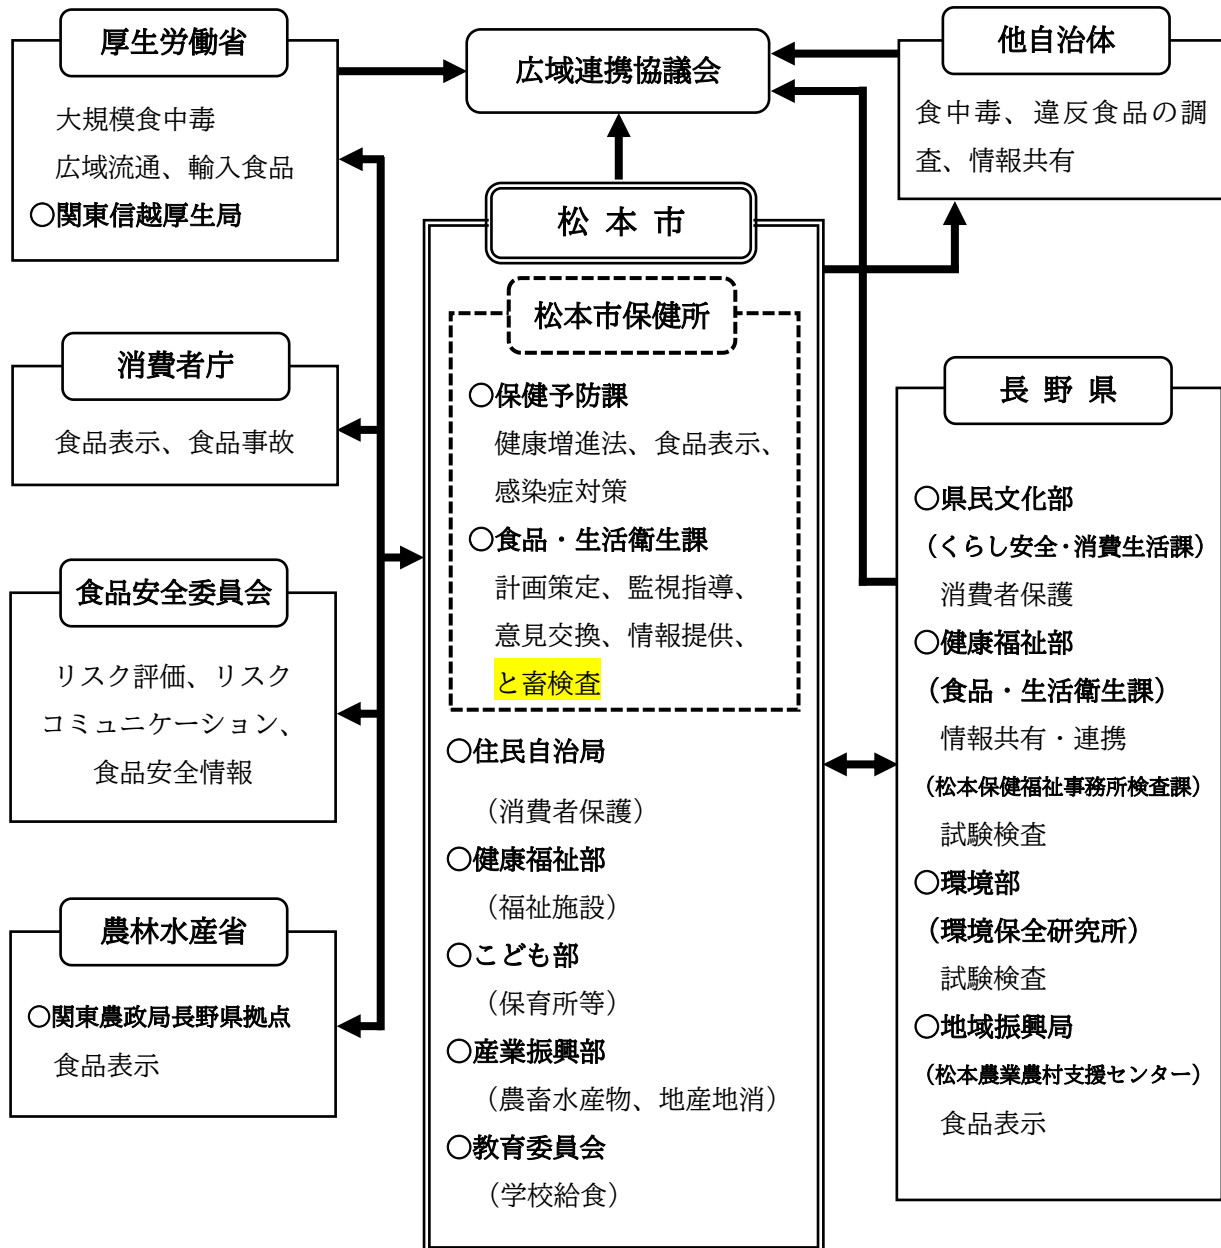 厚生労働省
大規模食中毒
広域流通、輸入食品
○関東信越厚生局
広域連携協議会
他自治体
食中毒、違反食品の調
査、情報共有
消費者庁
食品表示、食品事故
食品安全委員会
リスク評価、リスク
コミュニケーション、
食品安全情報
農林水産省
○関東農政局長野県拠点
食品表示
松 本 市
松本市保健所
○保健予防課
健康増進法、食品表示、
感染症対策
○食品・生活衛生課
計画策定、監視指導、
意見交換、情報提供、
と畜検査
○住民自治局
（消費者保護）
○健康福祉部
（福祉施設）
○こども部
（保育所等）
○産業振興部
（農畜水産物、地産地消）
○教育委員会
（学校給食）
長 野 県
○県民文化部
（くらし安全・消費生活課）
消費者保護
○健康福祉部
（食品・生活衛生課）
情報共有・連携
（松本保健福祉事務所検査課）
試験検査
○環境部
（環境保全研究所）
試験検査
○地域振興局
（松本農業農村支援センター）
食品表示